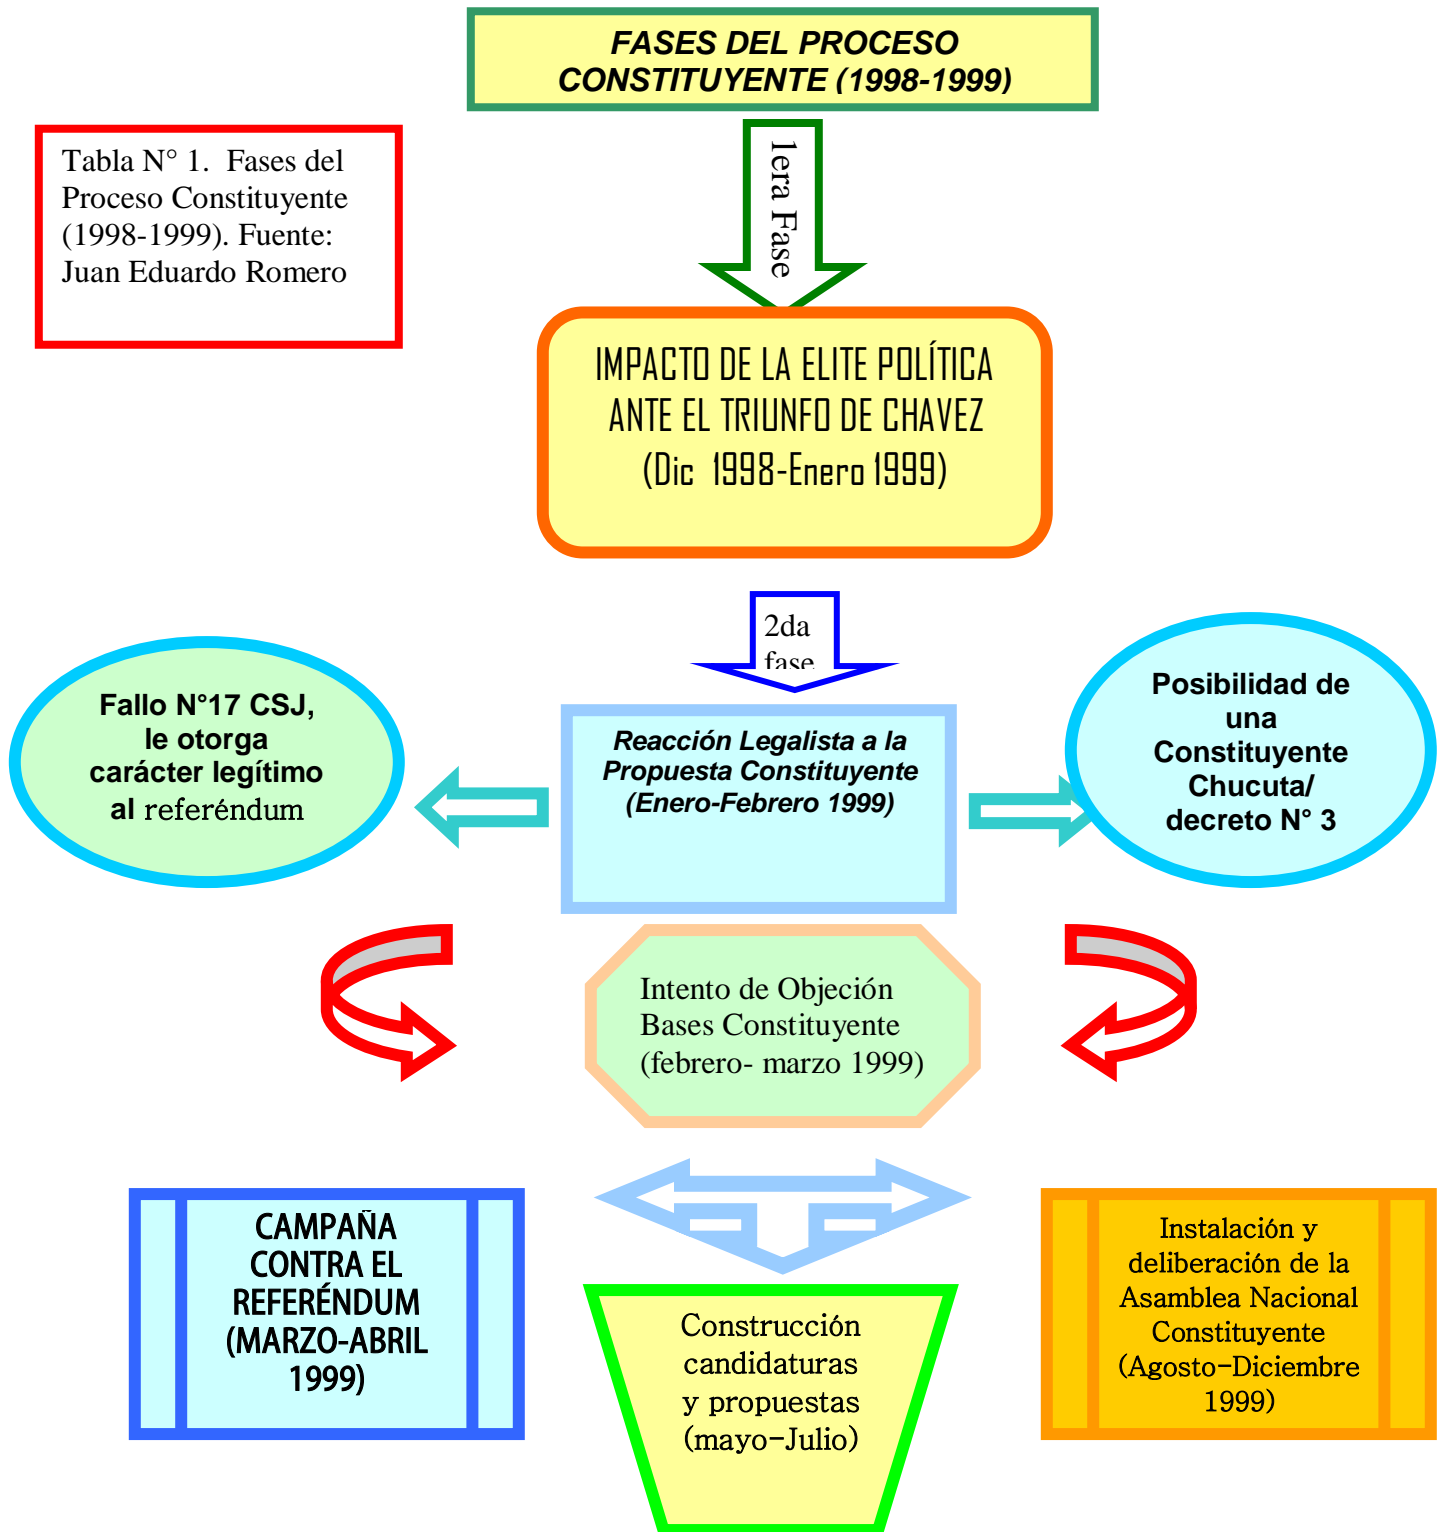 FASES DEL PROCESO
CONSTITUYENTE (1998-1999)
Tabla N° 1.  Fases del
Proceso Constituyente
(1998-1999). Fuente:
Juan Eduardo Romero
1era Fase
IMPACTO DE LA ELITE POLÍTICA
ANTE EL TRIUNFO DE CHAVEZ
(Dic 1998-Enero 1999)
2da
fase
Fallo N°17 CSJ,
le otorga
carácter legítimo
al referéndum
Reacción Legalista a la
Propuesta Constituyente
(Enero-Febrero 1999)
Posibilidad de
una
Constituyente
Chucuta/
decreto N° 3
Intento de Objeción
Bases Constituyente
(febrero- marzo 1999)
CAMPAÑA
CONTRA EL
REFERÉNDUM
(MARZO-ABRIL
1999)
Construcción
candidaturas
y propuestas
(mayo-Julio)
Instalación y
deliberación de la
Asamblea Nacional
Constituyente
(Agosto-Diciembre
1999)